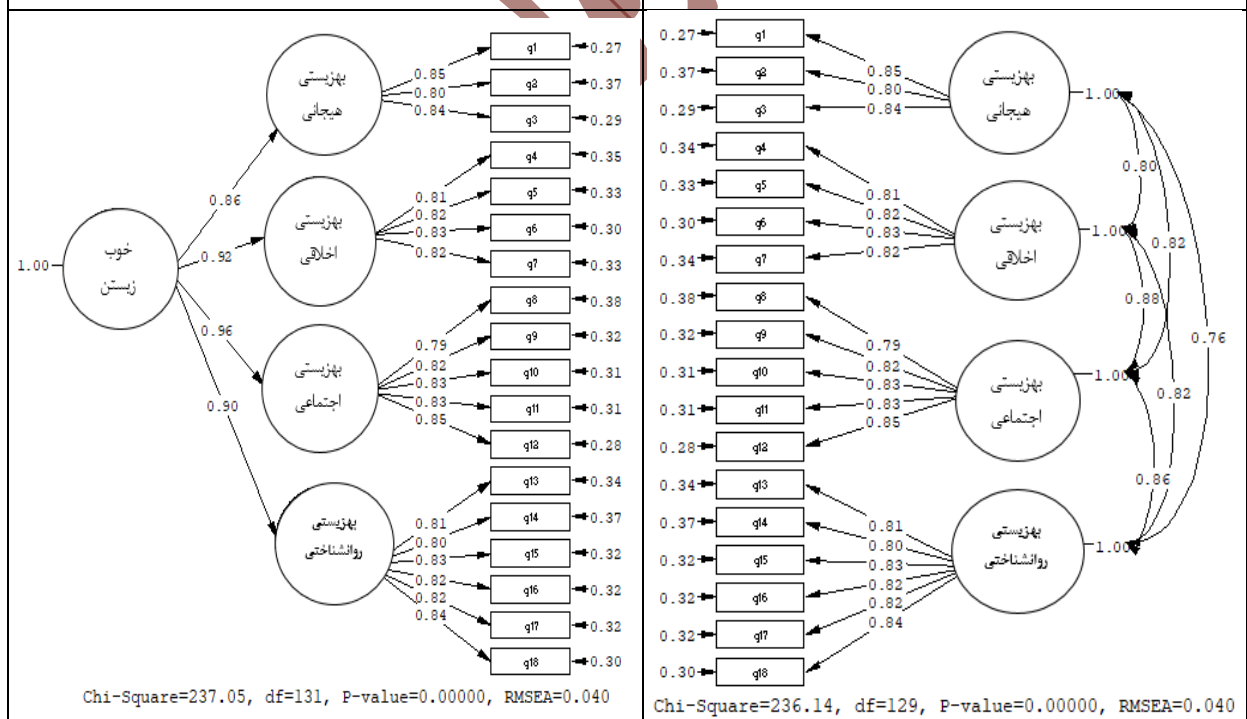 بهزیستی
هیجانی
بهزیستی
اخلاقی
خوب
زیستن
1.00
بهزیستی
اجتماعی
بهزیستی
روانشناختی
0.86
0.92
0.96
0.90
0.85
0.80
0.84
0.81
0.82
0.83
0.82
0.79
0.82
0.83
0.83
0.85
0.81
0.80
0.83
0.82
0.82
0.84
q1 0.27
q2 0.37
q3 0.29
q4 0.35
q5 0.33
q6 0.30
q7 0.33
q8 0.38
q9 0.32
q10 0.31
q11 0.31
q12 0.28
q13 0.34
q14 0.37
q15 0.32
q16 0.32
q17 0.32
q18 0.30
Chi-Square=237.05, df=131, P-value=0.00000, RMSEA=0.040
0.27 q1
0.37 q2
0.29 q3
0.34 q4
0.33 q5
0.30 q6
0.34 q7
0.38 q8
0.32 q9
0.31 q10
0.31 q11
0.28 q12
0.34 q13
0.37 q14
0.32 q15
0.32 q16
0.32 q17
0.30 q18
0.85
0.80
0.84
0.81
0.82
0.83
0.82
0.79
0.82
0.83
0.83
0.85
0.81
0.80
0.83
0.82
0.82
0.84
بهزیستی
هیجانی
1.00
بهزیستی
اخلاقی
1.00
بهزیستی
اجتماعی
1.00
بهزیستی
روانشناختی
1.00
0.80
0.82
0.88
0.76
0.82
0.86
Chi-Square=236.14, df=129, P-value=0.00000, RMSEA=0.040